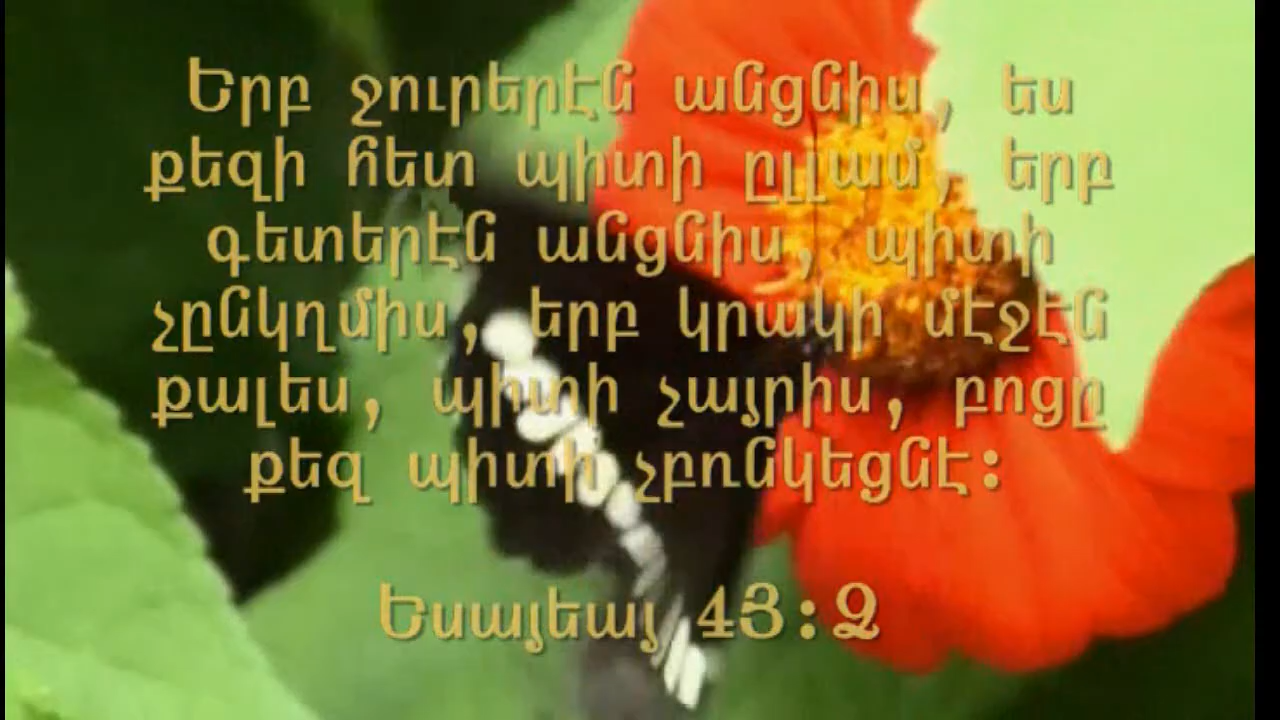 Երբ ջուրերէն անցնիս, ես
քեզի հետ պիտի ըլլամ, երբ
գետերէն անցնիս, պիտի
չընկղմիս, երբ կրակի մէջէն
քալես, պիտի չայրիս, բոցը
քեզ պիտի չբռնկեցնէ:
Եսայեայ 43:2